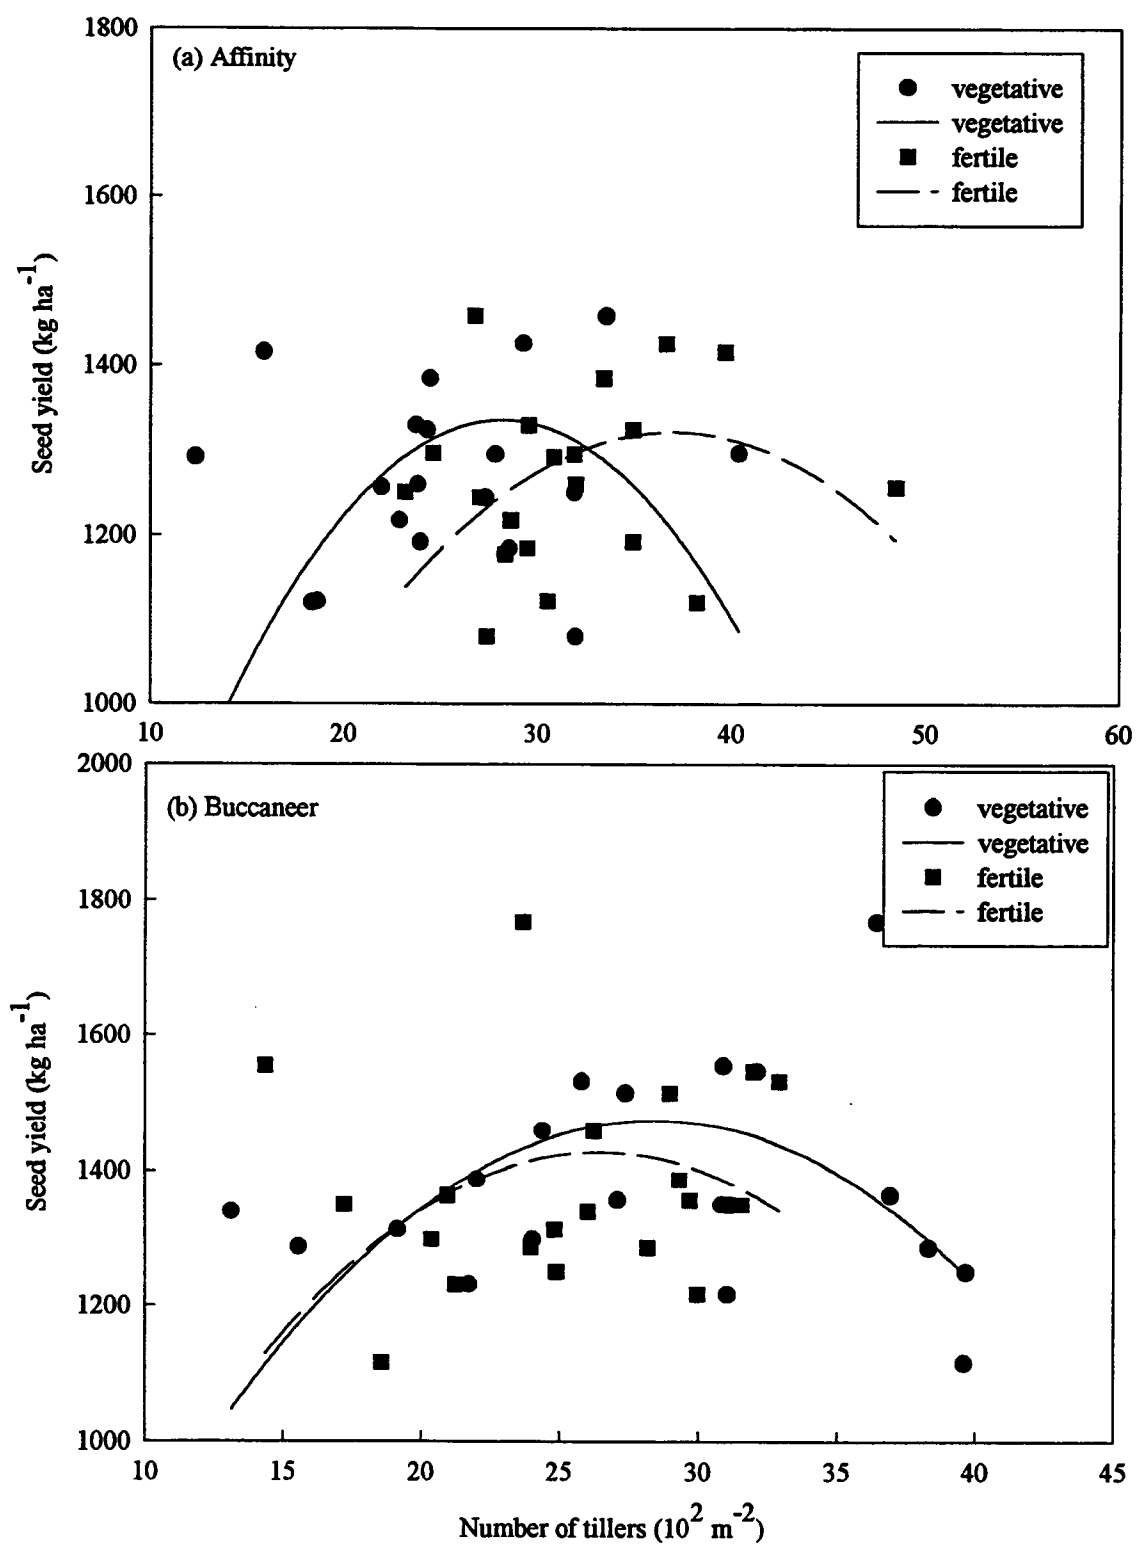 1800
(a) Affinity
vegetative
vegetative
fertile
fertile
1600
1400
1200
1000
Seed yield (kg ha⁻¹)
10 20 30 40 50 60
2000
(b) Buccaneer
vegetative
vegetative
fertile
fertile
1800
1600
1400
1200
1000
Seed yield (kg ha⁻¹)
10 15 20 25 30 35 40 45
Number of tillers (10² m⁻²)